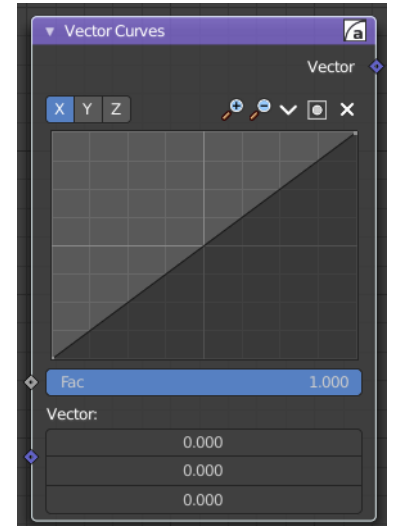 Vector Curves
a
Vector
X Y Z
Fac 1.000
Vector:
0.000
0.000
0.000